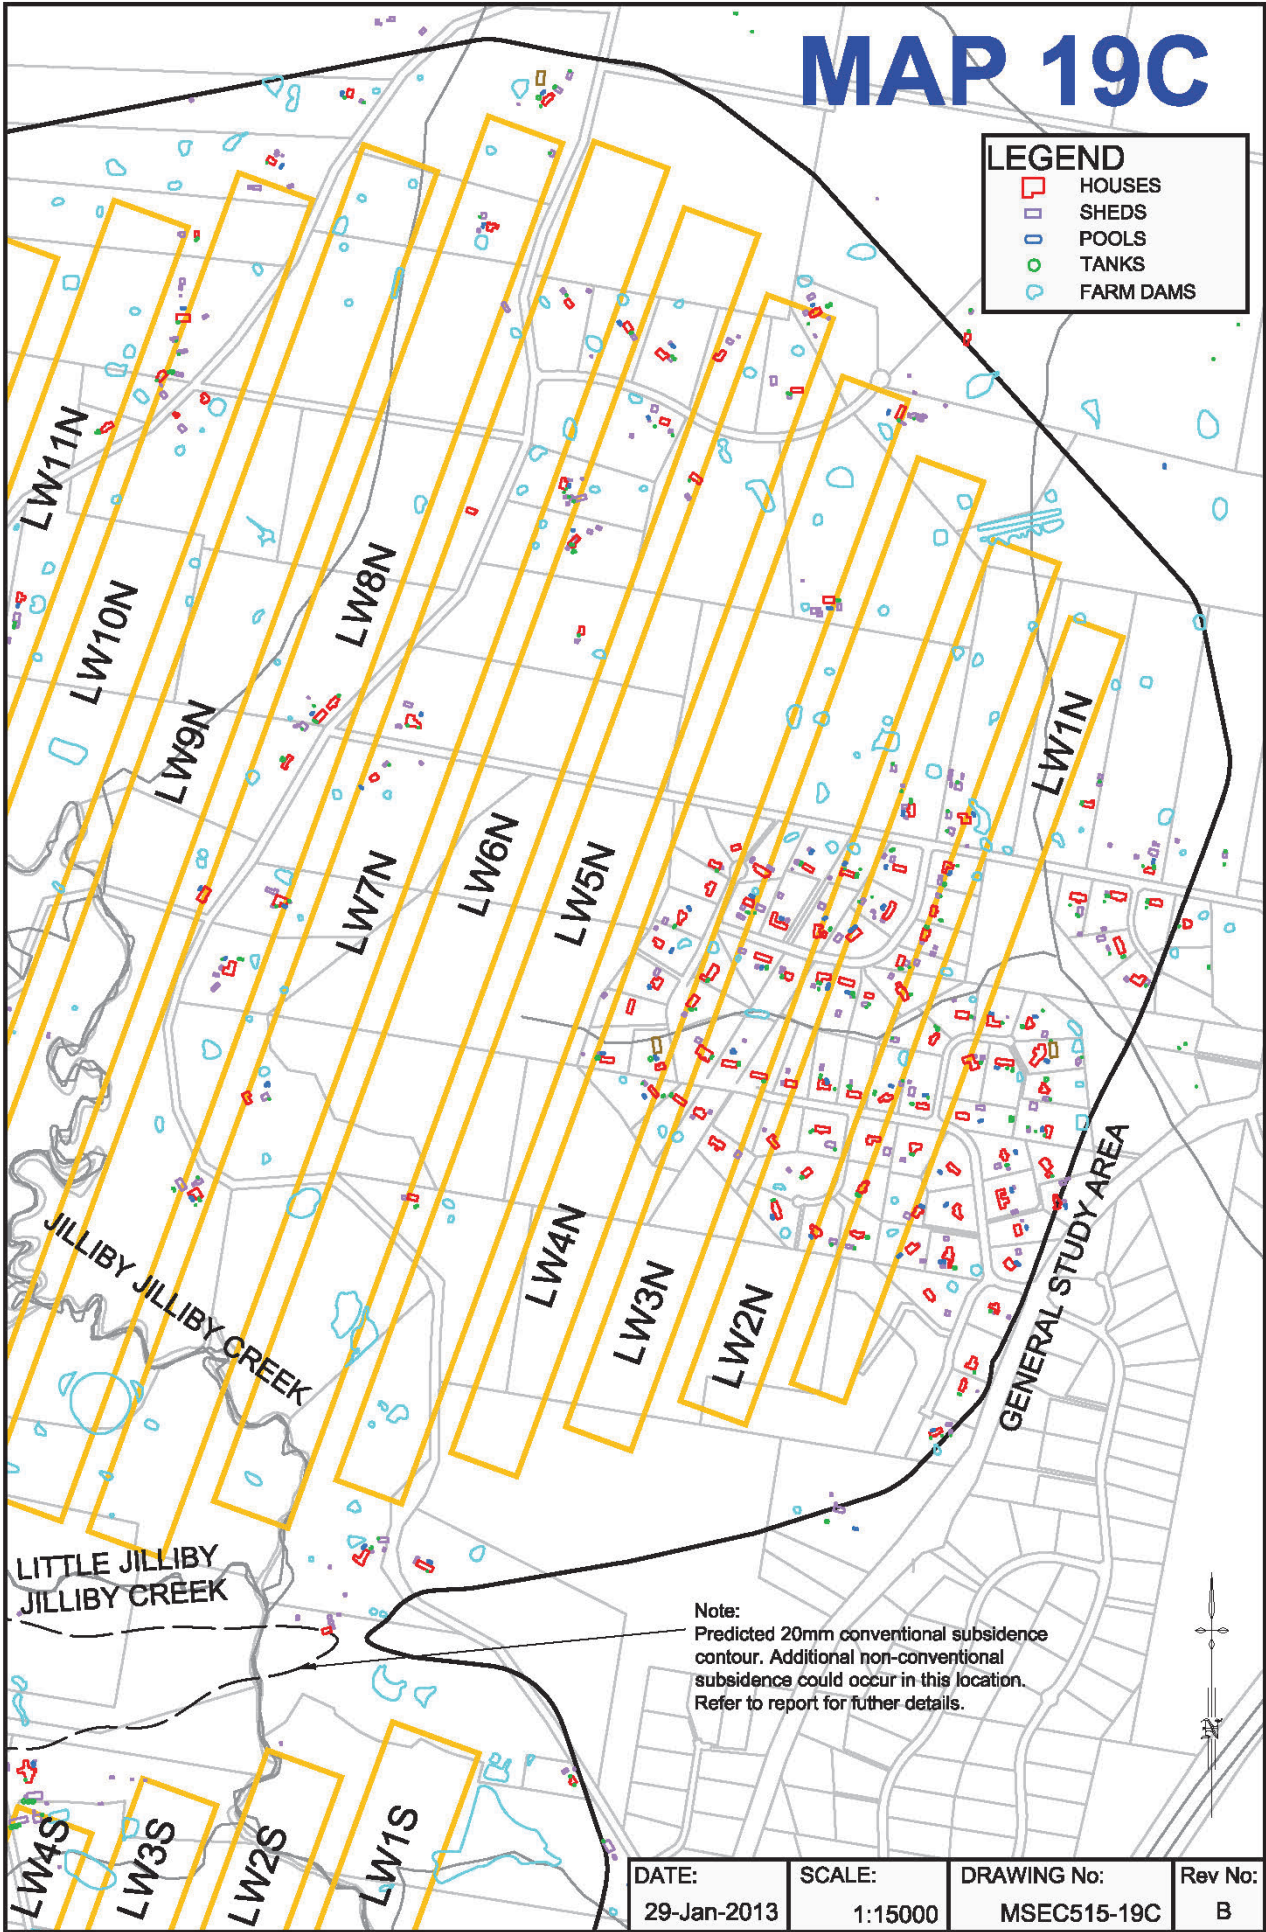 MAP 19C
LEGEND
HOUSES
SHEDS
POOLS
TANKS
FARM DAMS
LW11N
LW10N
LW9N
LW8N
LW7N
LW6N
LW5N
LW4N
LW3N
LW2N
LW1N
JILLIBY JILLIBY CREEK
GENERAL STUDY AREA
LITTLE JILLIBY
JILLIBY CREEK
Note:
Predicted 20mm conventional subsidence
contour. Additional non-conventional
subsidence could occur in this location.
Refer to report for futher details.
N
LW4S
LW3S
LW2S
LW1S
DATE:
29-Jan-2013
SCALE:
1:15000
DRAWING No:
MSEC515-19C
Rev No:
B